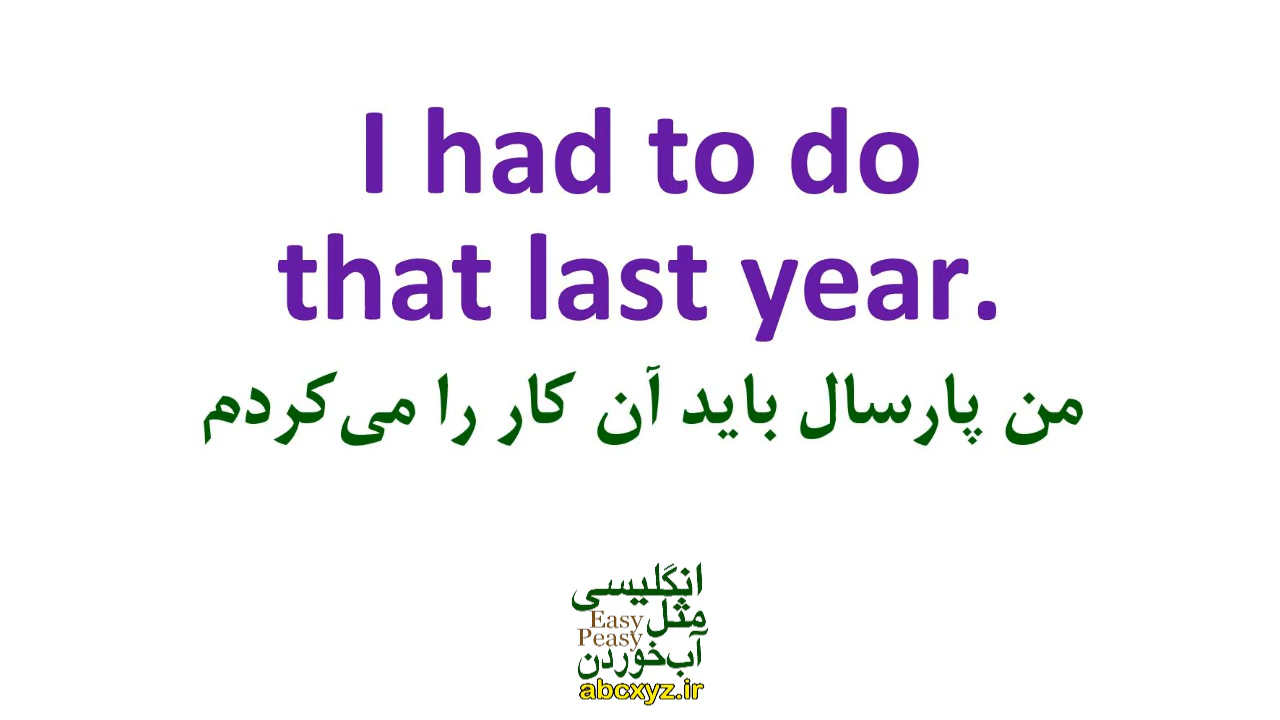 I had to do
that last year.
من پارسال باید آن کار را می‌کردم
انگلیسی
مثل
Easy
Peasy
آب‌خوردن
abcxyz.ir